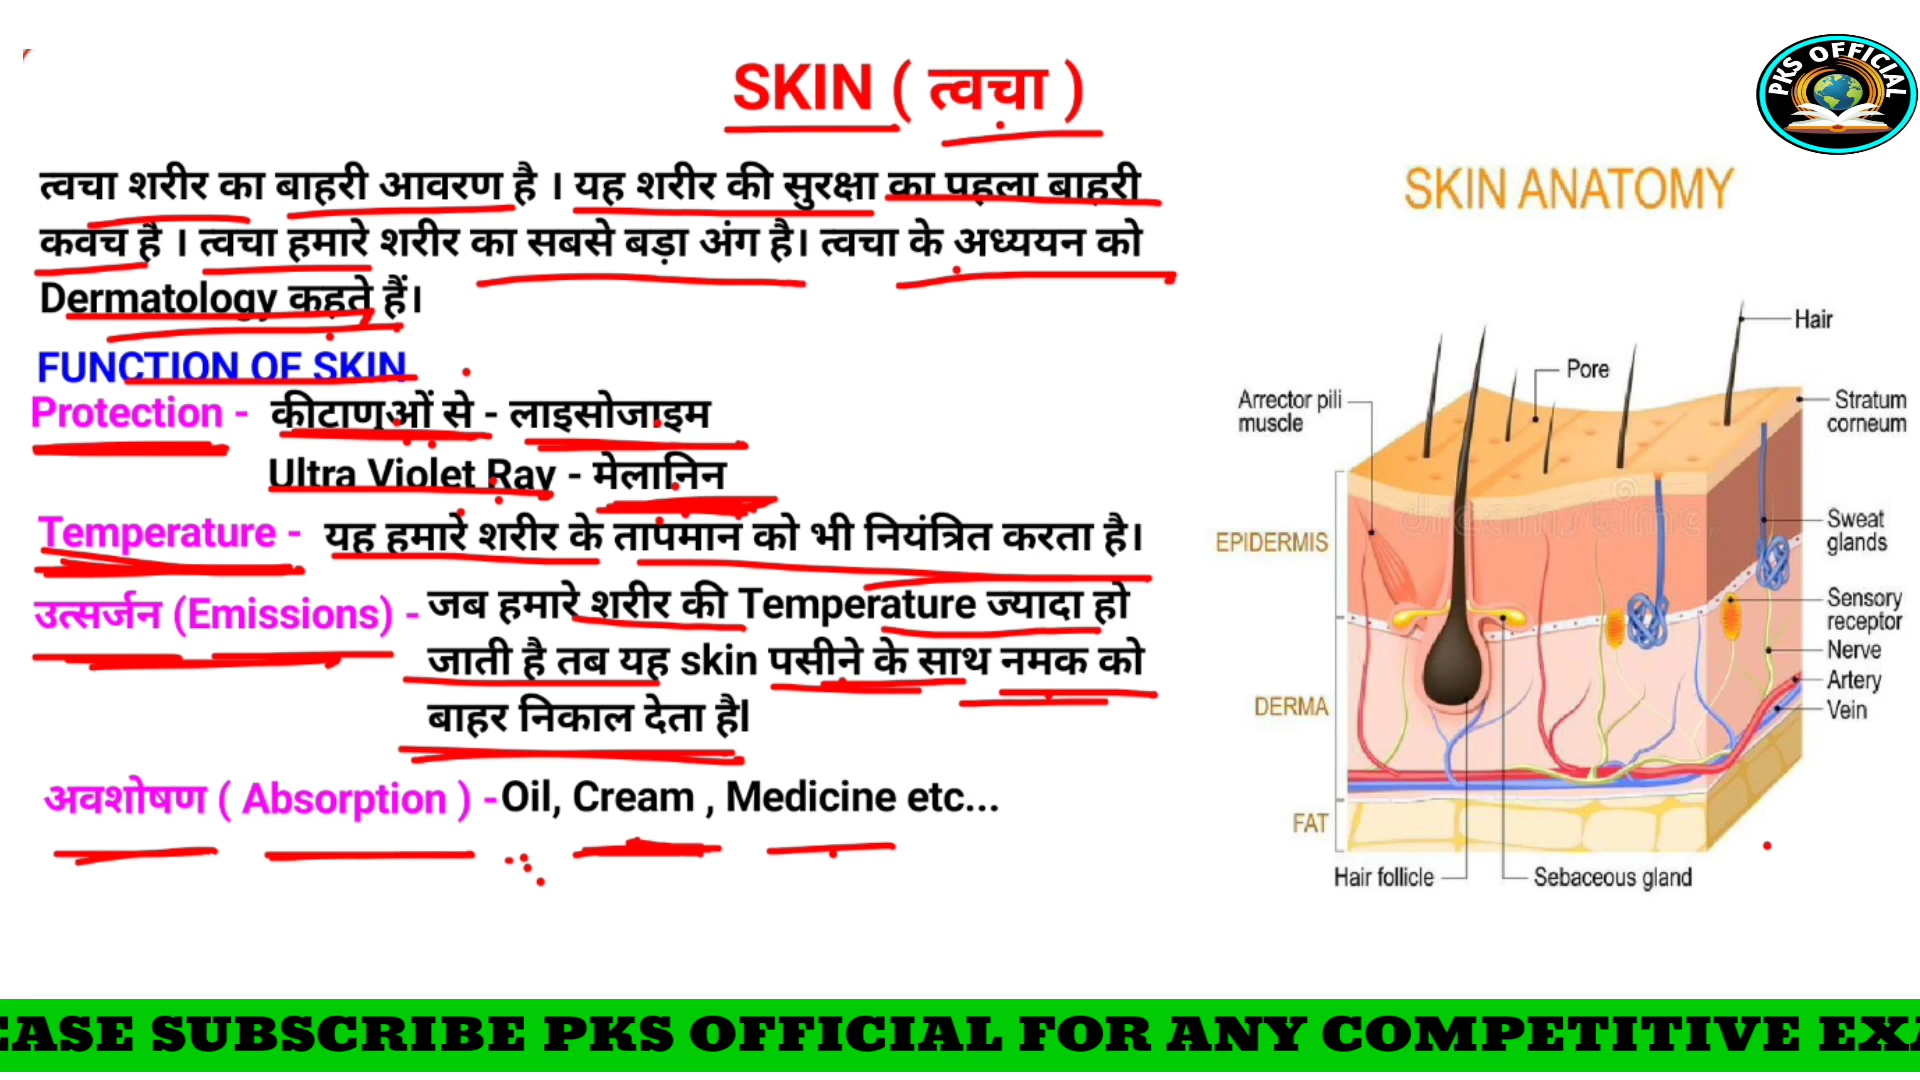 SKIN ( त्वचा )
PKS OFFICIAL
त्वचा शरीर का बाहरी आवरण है । यह शरीर की सुरक्षा का पहला बाहरी
कवच है । त्वचा हमारे शरीर का सबसे बड़ा अंग है। त्वचा के अध्ययन को
Dermatology कहते हैं।
FUNCTION OF SKIN
Protection - कीटाणुओं से - लाइसोजाइम
Ultra Violet Ray - मेलानिन
Temperature - यह हमारे शरीर के तापमान को भी नियंत्रित करता है।
उत्सर्जन (Emissions) - जब हमारे शरीर की Temperature ज्यादा हो
जाती है तब यह skin पसीने के साथ नमक को
बाहर निकाल देता है।
अवशोषण ( Absorption ) - Oil, Cream , Medicine etc...
SKIN ANATOMY
Hair
Pore
Arrector pili
muscle
Stratum
corneum
EPIDERMIS
Sweat
glands
Sensory
receptor
Nerve
DERMA
Artery
Vein
FAT
Hair follicle
Sebaceous gland
dreamstime.
EASE SUBSCRIBE PKS OFFICIAL FOR ANY COMPETITIVE EXA